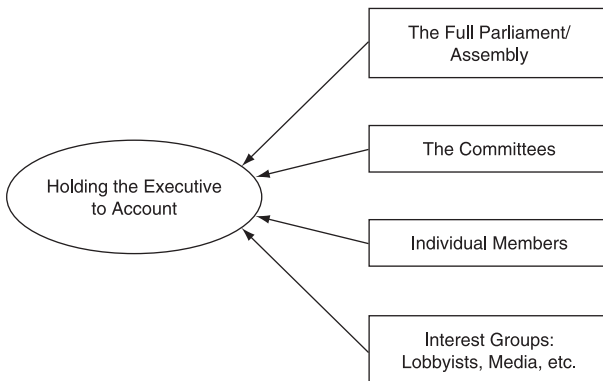 The Full Parliament/
Assembly
The Committees
Holding the Executive
to Account
Individual Members
Interest Groups:
Lobbyists, Media, etc.